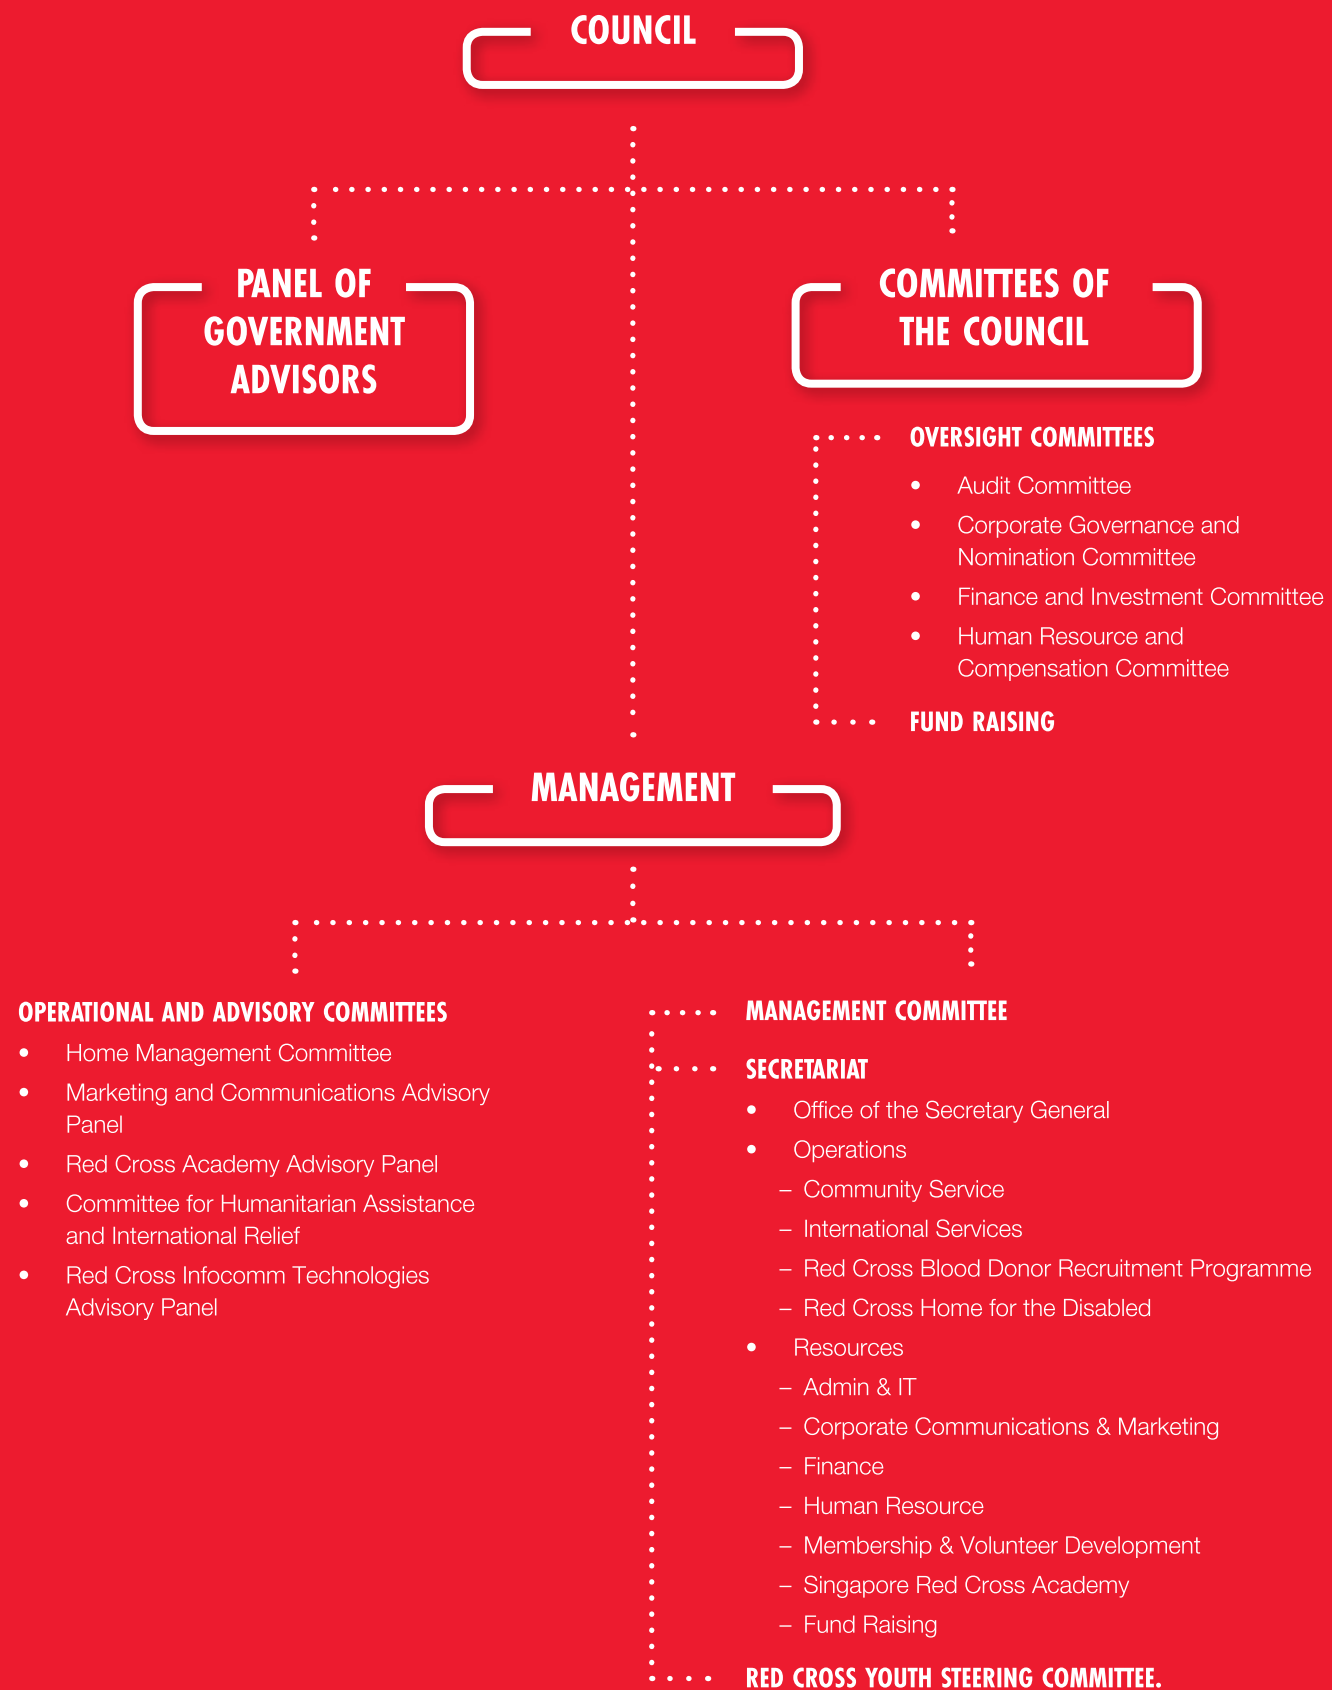 COUNCIL
PANEL OF
GOVERNMENT
ADVISORS
COMMITTEES OF
THE COUNCIL
OVERSIGHT COMMITTEES
• Audit Committee
• Corporate Governance and
Nomination Committee
• Finance and Investment Committee
• Human Resource and
Compensation Committee
FUND RAISING
MANAGEMENT
OPERATIONAL AND ADVISORY COMMITTEES
• Home Management Committee
• Marketing and Communications Advisory
Panel
• Red Cross Academy Advisory Panel
• Committee for Humanitarian Assistance
and International Relief
• Red Cross Infocomm Technologies
Advisory Panel
MANAGEMENT COMMITTEE
SECRETARIAT
• Office of the Secretary General
• Operations
– Community Service
– International Services
– Red Cross Blood Donor Recruitment Programme
– Red Cross Home for the Disabled
• Resources
– Admin & IT
– Corporate Communications & Marketing
– Finance
– Human Resource
– Membership & Volunteer Development
– Singapore Red Cross Academy
– Fund Raising
RED CROSS YOUTH STEERING COMMITTEE.